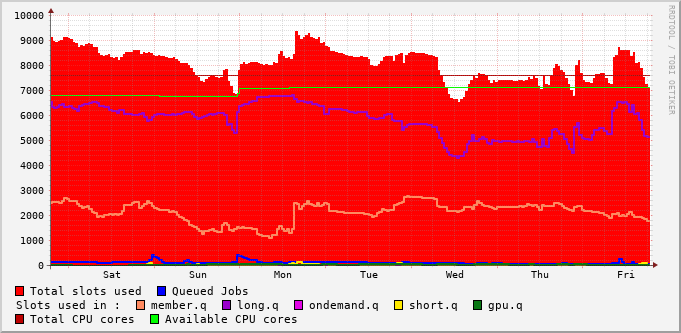 RRDTOOL / TOBI OETIKER
10000
9000
8000
7000
6000
5000
4000
3000
2000
1000
0
Sat Sun Mon Tue Wed Thu Fri
Total slots used Queued Jobs
Slots used in : member.q long.q ondemand.q short.q gpu.q
Total CPU cores Available CPU cores